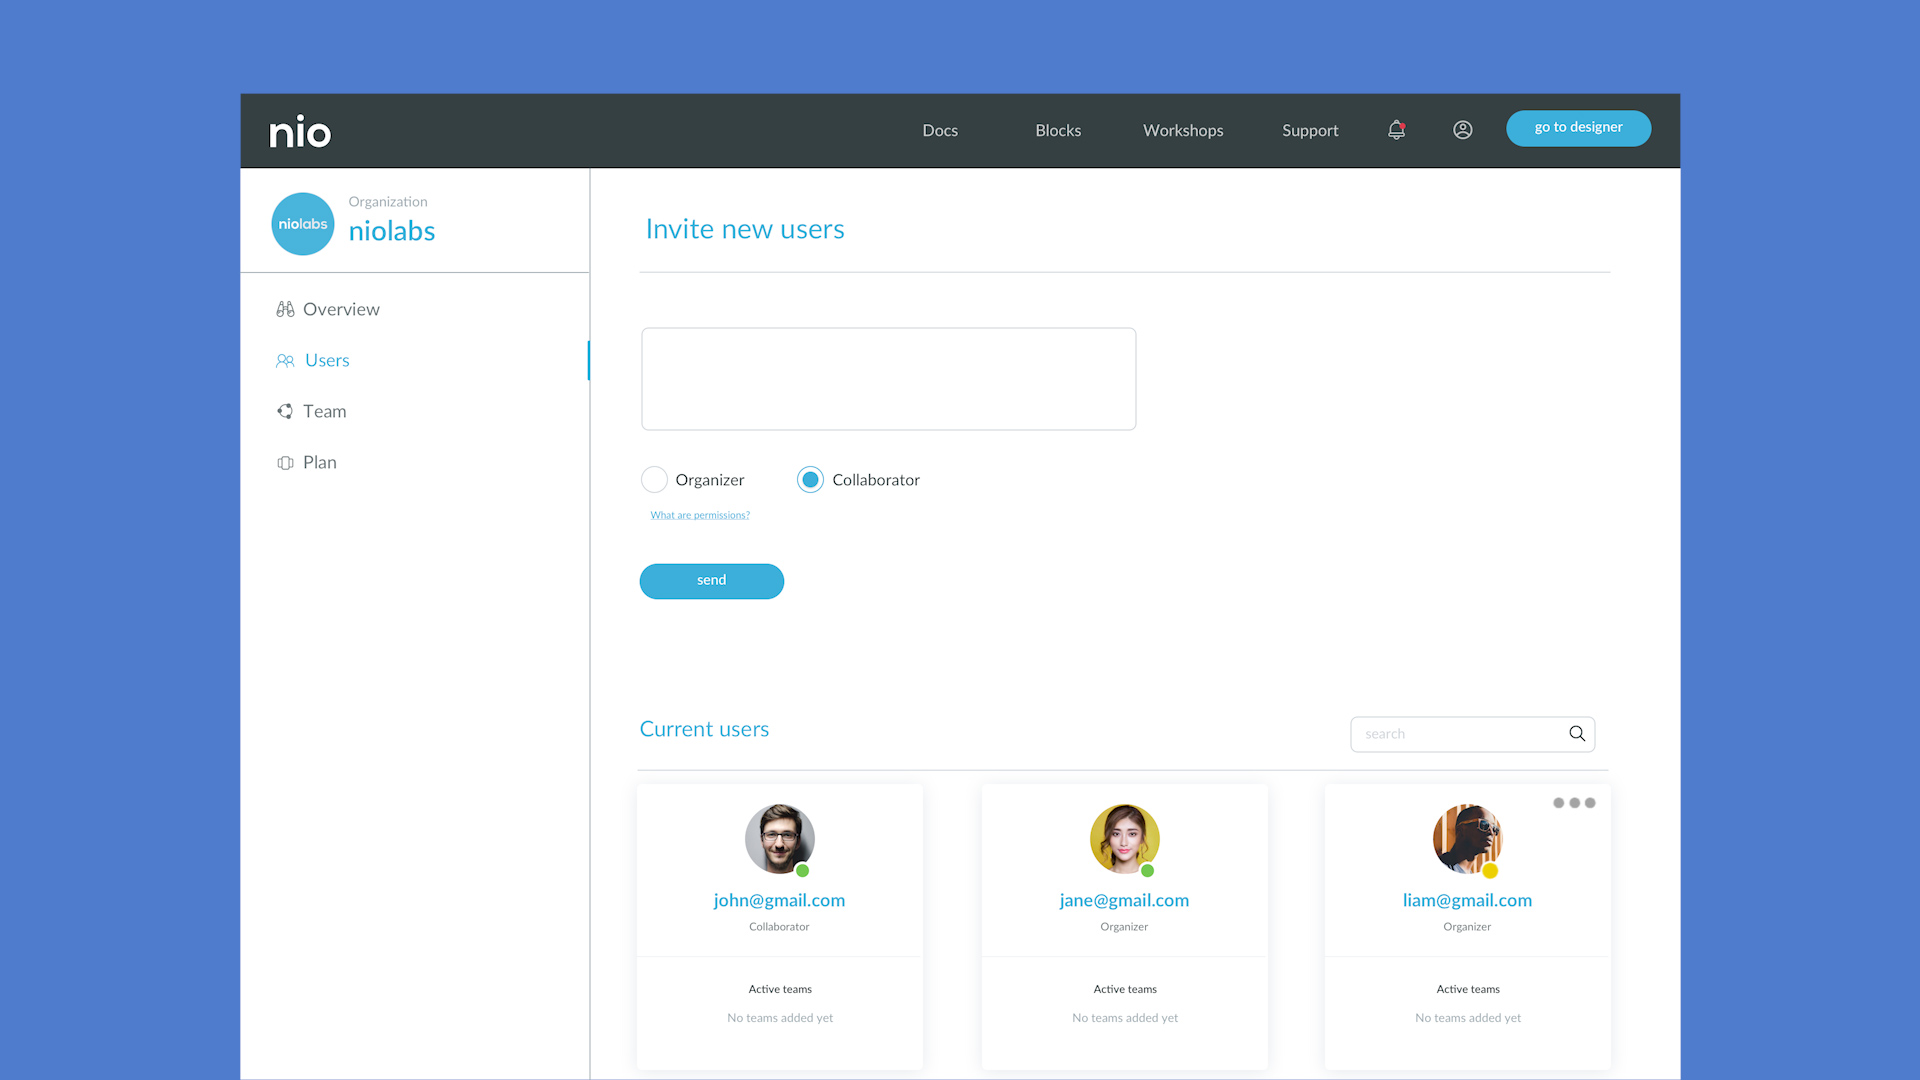 nio
Docs
Blocks
Workshops
Support
go to designer
niolabs
Organization
niolabs
Overview
Users
Team
Plan
Invite new users
Organizer
Collaborator
What are permissions?
send
Current users
search
john@gmail.com
Collaborator
Active teams
No teams added yet
jane@gmail.com
Organizer
Active teams
No teams added yet
liam@gmail.com
Organizer
Active teams
No teams added yet